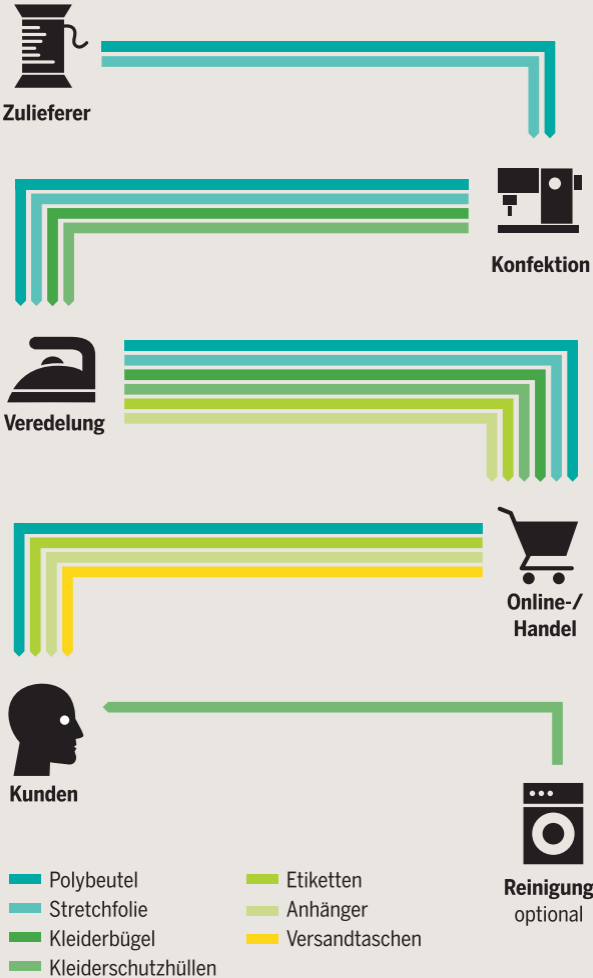 Zulieferer
Konfektion
Veredelung
Online-/
Handel
Kunden
Reinigung
optional
Polybeutel
Stretchfolie
Kleiderbügel
Kleiderschutzhüllen
Etiketten
Anhänger
Versandtaschen